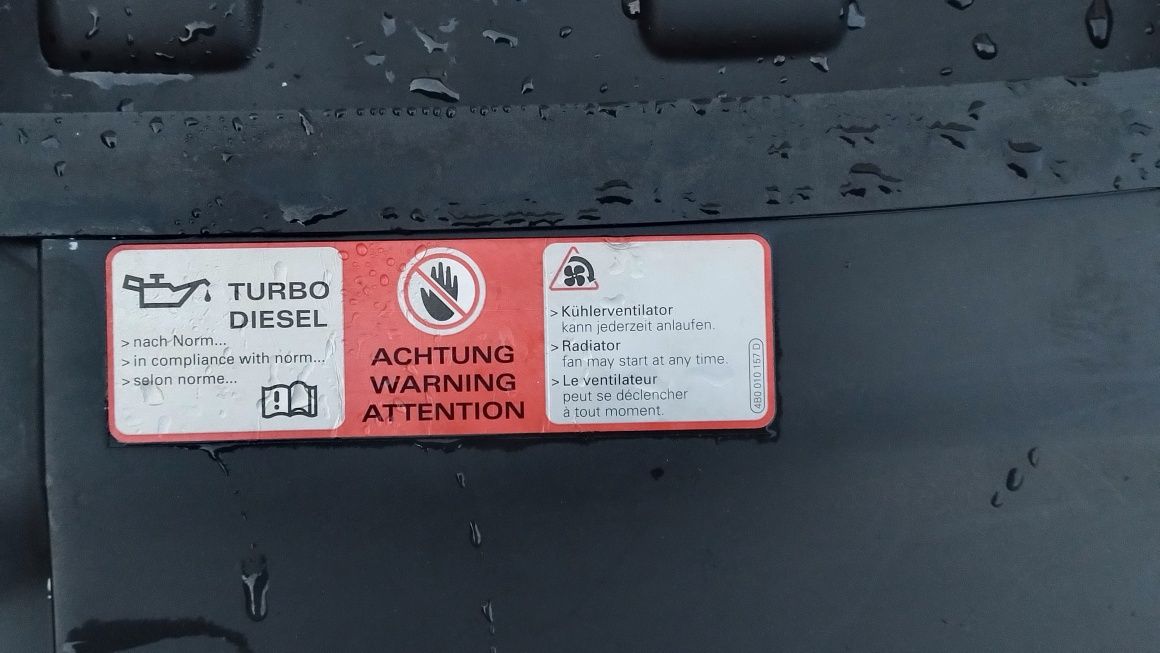 TURBO
DIESEL
> nach Norm...
> in compliance with norm...
> selon norme...
ACHTUNG
WARNING
ATTENTION
> Kühlerventilator
kann jederzeit anlaufen.
> Radiator
fan may start at any time.
> Le ventilateur
peut se déclencher
à tout moment.
4B0 010 157 D